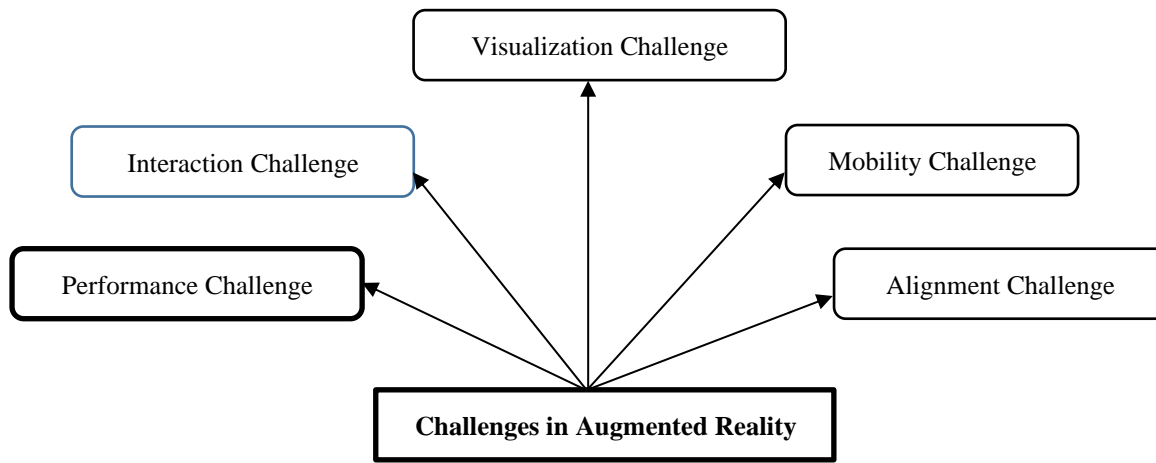 Visualization Challenge
Interaction Challenge
Mobility Challenge
Performance Challenge
Alignment Challenge
Challenges in Augmented Reality